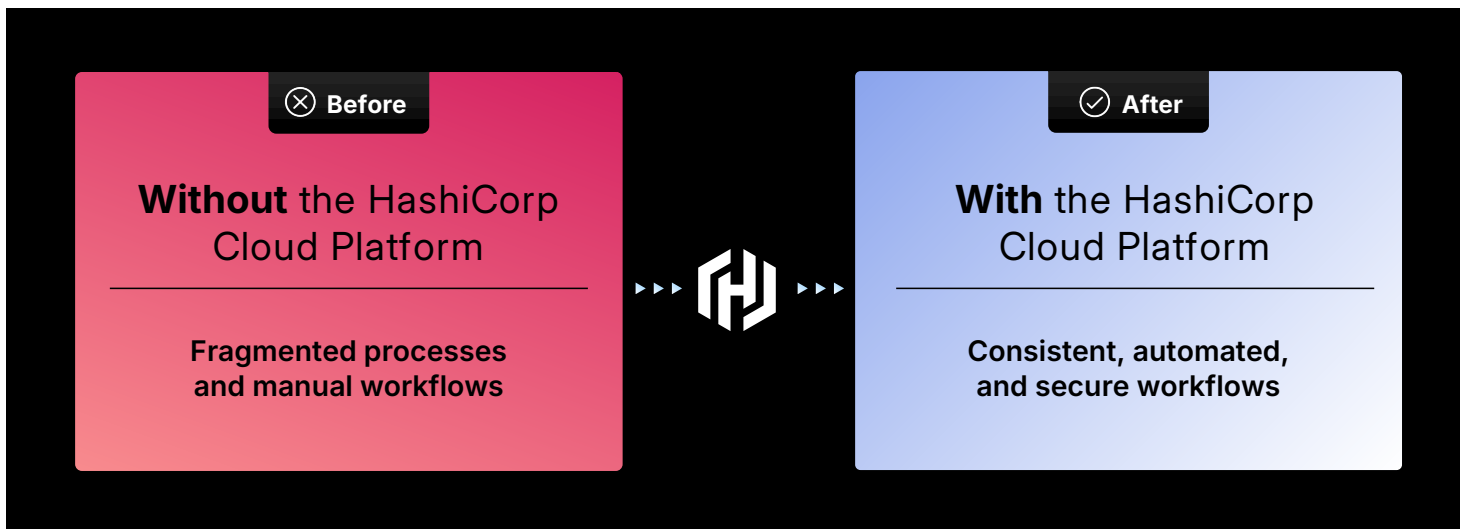 Before
Without the HashiCorp
Cloud Platform
Fragmented processes
and manual workflows
After
With the HashiCorp
Cloud Platform
Consistent, automated,
and secure workflows